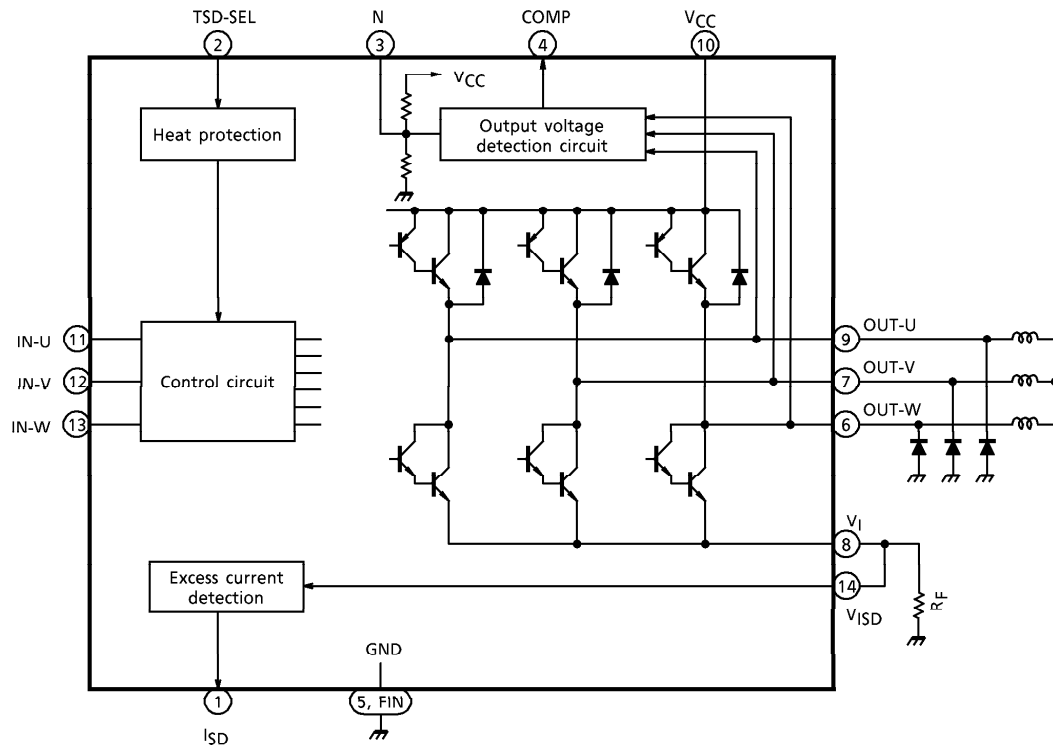 TSD-SEL
N
COMP
VCC
2
3
4
10
VCC
Heat protection
Output voltage
detection circuit
IN-U
11
9
OUT-U
Control circuit
IN-V
12
7
OUT-V
IN-W
13
6
OUT-W
VI
8
Excess current
detection
14
VISD
RF
GND
1
5, FIN
ISD